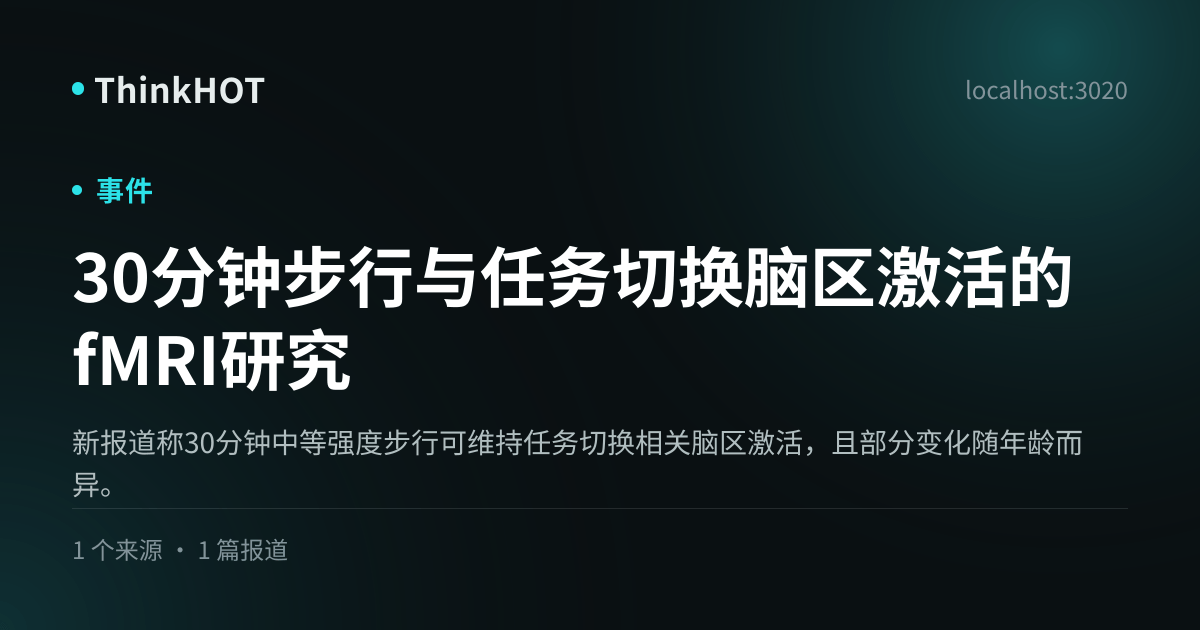 ThinkHOT
localhost:3020
事件
30分钟步行与任务切换脑区激活的
fMRI研究
新报道称30分钟中等强度步行可维持任务切换相关脑区激活，且部分变化随年龄而
异。
1 个来源 · 1 篇报道